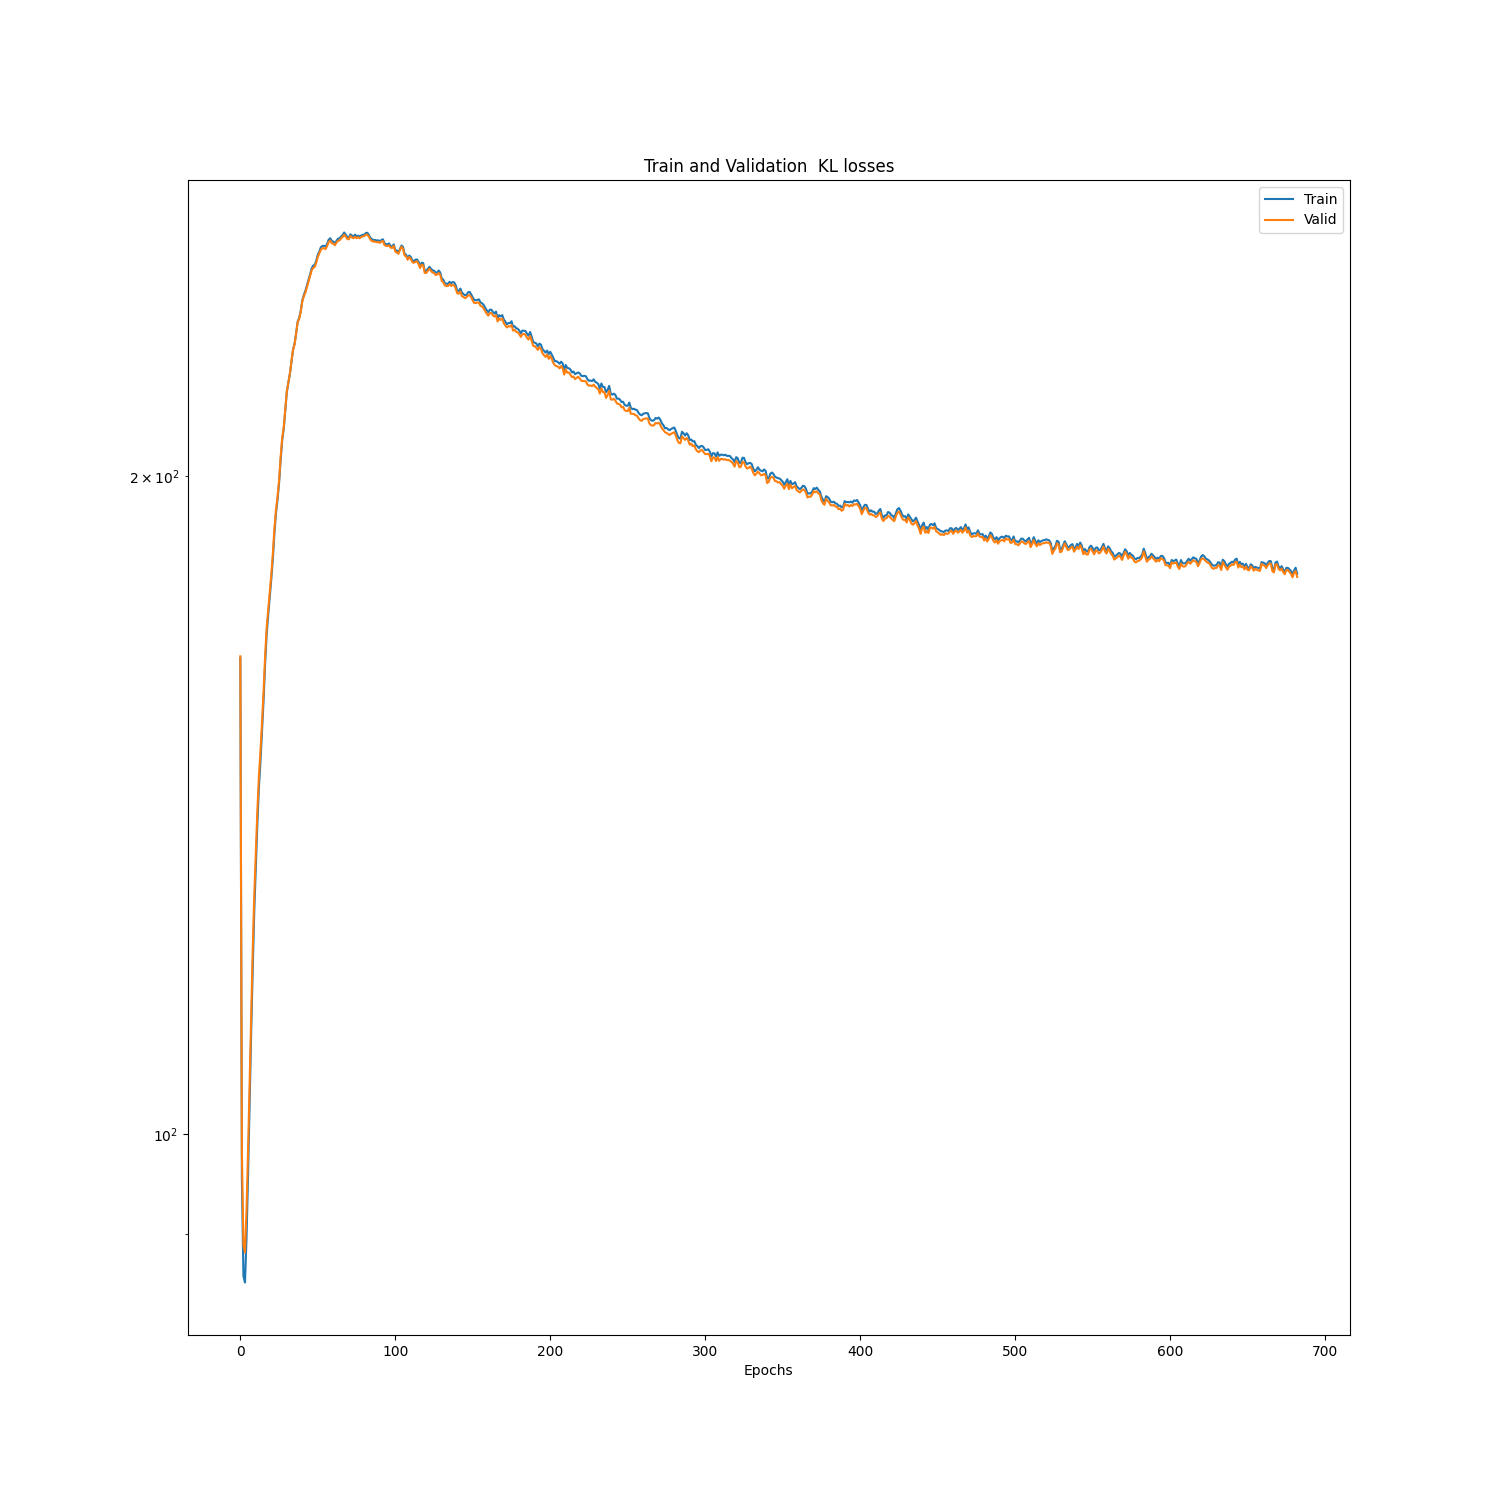 Train and Validation  KL losses
Train
Valid
2 × 10²
10²
0 100 200 300 400 500 600 700
Epochs